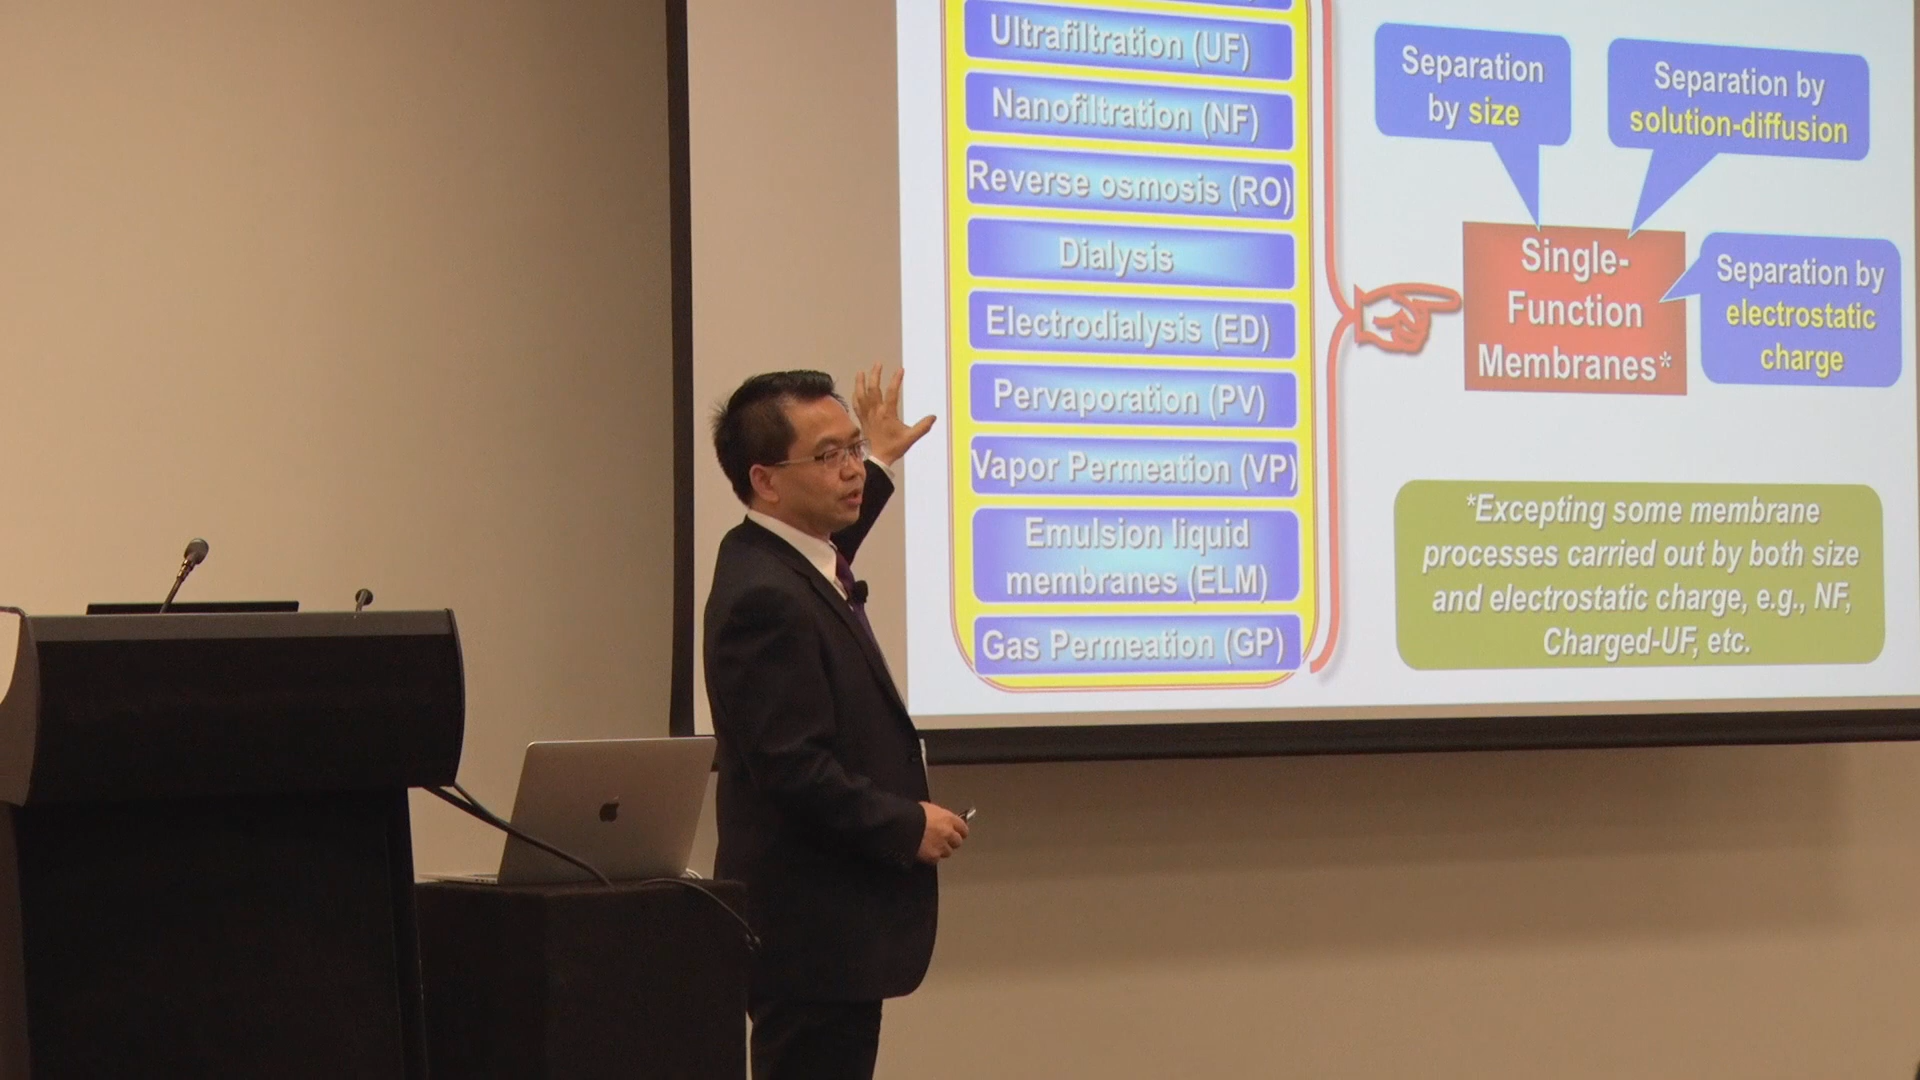 Ultrafiltration (UF)
Nanofiltration (NF)
Reverse osmosis (RO)
Dialysis
Electrodialysis (ED)
Pervaporation (PV)
Vapor Permeation (VP)
Emulsion liquid
membranes (ELM)
Gas Permeation (GP)
Separation
by size
Separation by
solution-diffusion
Single-
Function
Membranes*
Separation by
electrostatic
charge
*Excepting some membrane
processes carried out by both size
and electrostatic charge, e.g., NF,
Charged-UF, etc.